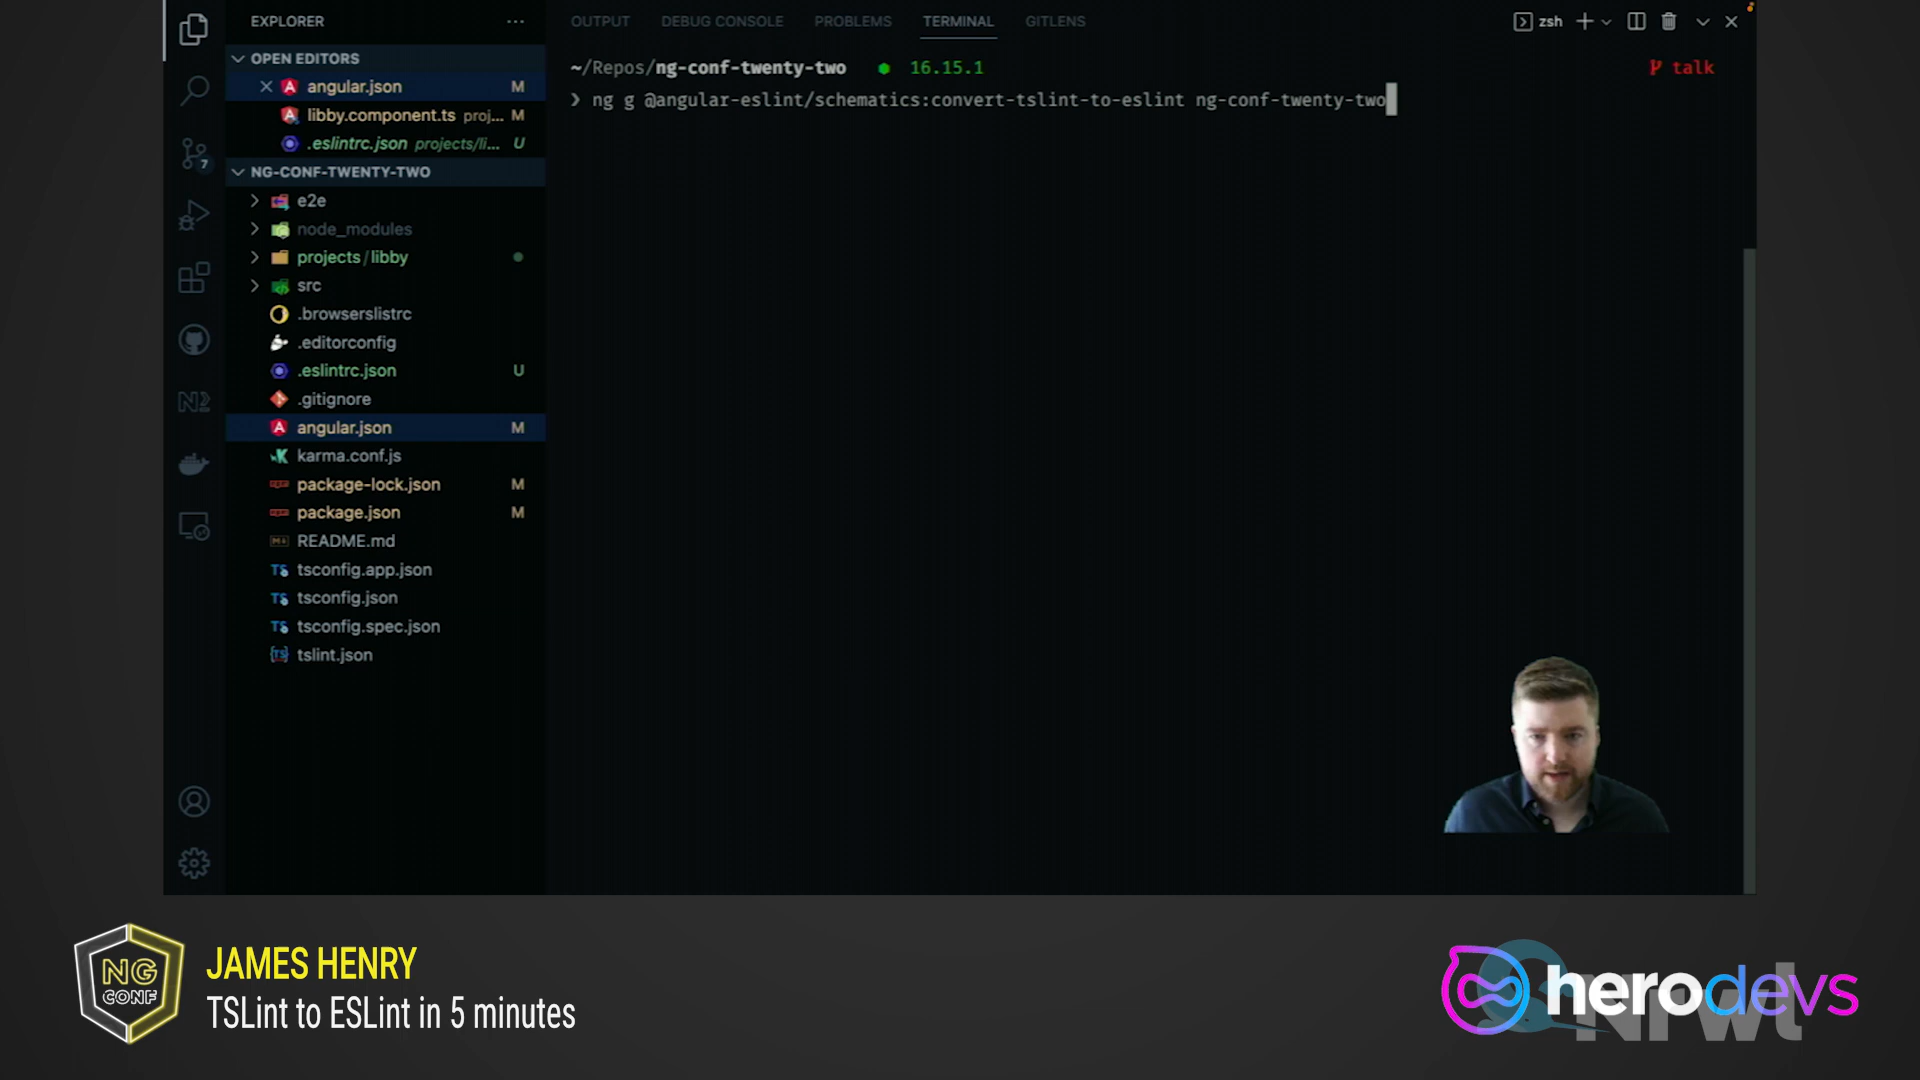 EXPLORER
OPEN EDITORS
angular.json M
libby.component.ts proj... M
.eslintrc.json projects/li... U
NG-CONF-TWENTY-TWO
e2e
node_modules
projects/libby
src
.browserslistrc
.editorconfig
.eslintrc.json U
.gitignore
angular.json M
karma.conf.js
package-lock.json M
package.json M
README.md
tsconfig.app.json
tsconfig.json
tsconfig.spec.json
tslint.json
7
OUTPUT DEBUG CONSOLE PROBLEMS TERMINAL GITLENS
zsh
~/Repos/ng-conf-twenty-two 16.15.1 talk
❯ ng g @angular-eslint/schematics:convert-tslint-to-eslint ng-conf-twenty-two
NG
CONF
JAMES HENRY
TSLint to ESLint in 5 minutes
herodevs
Nrwl